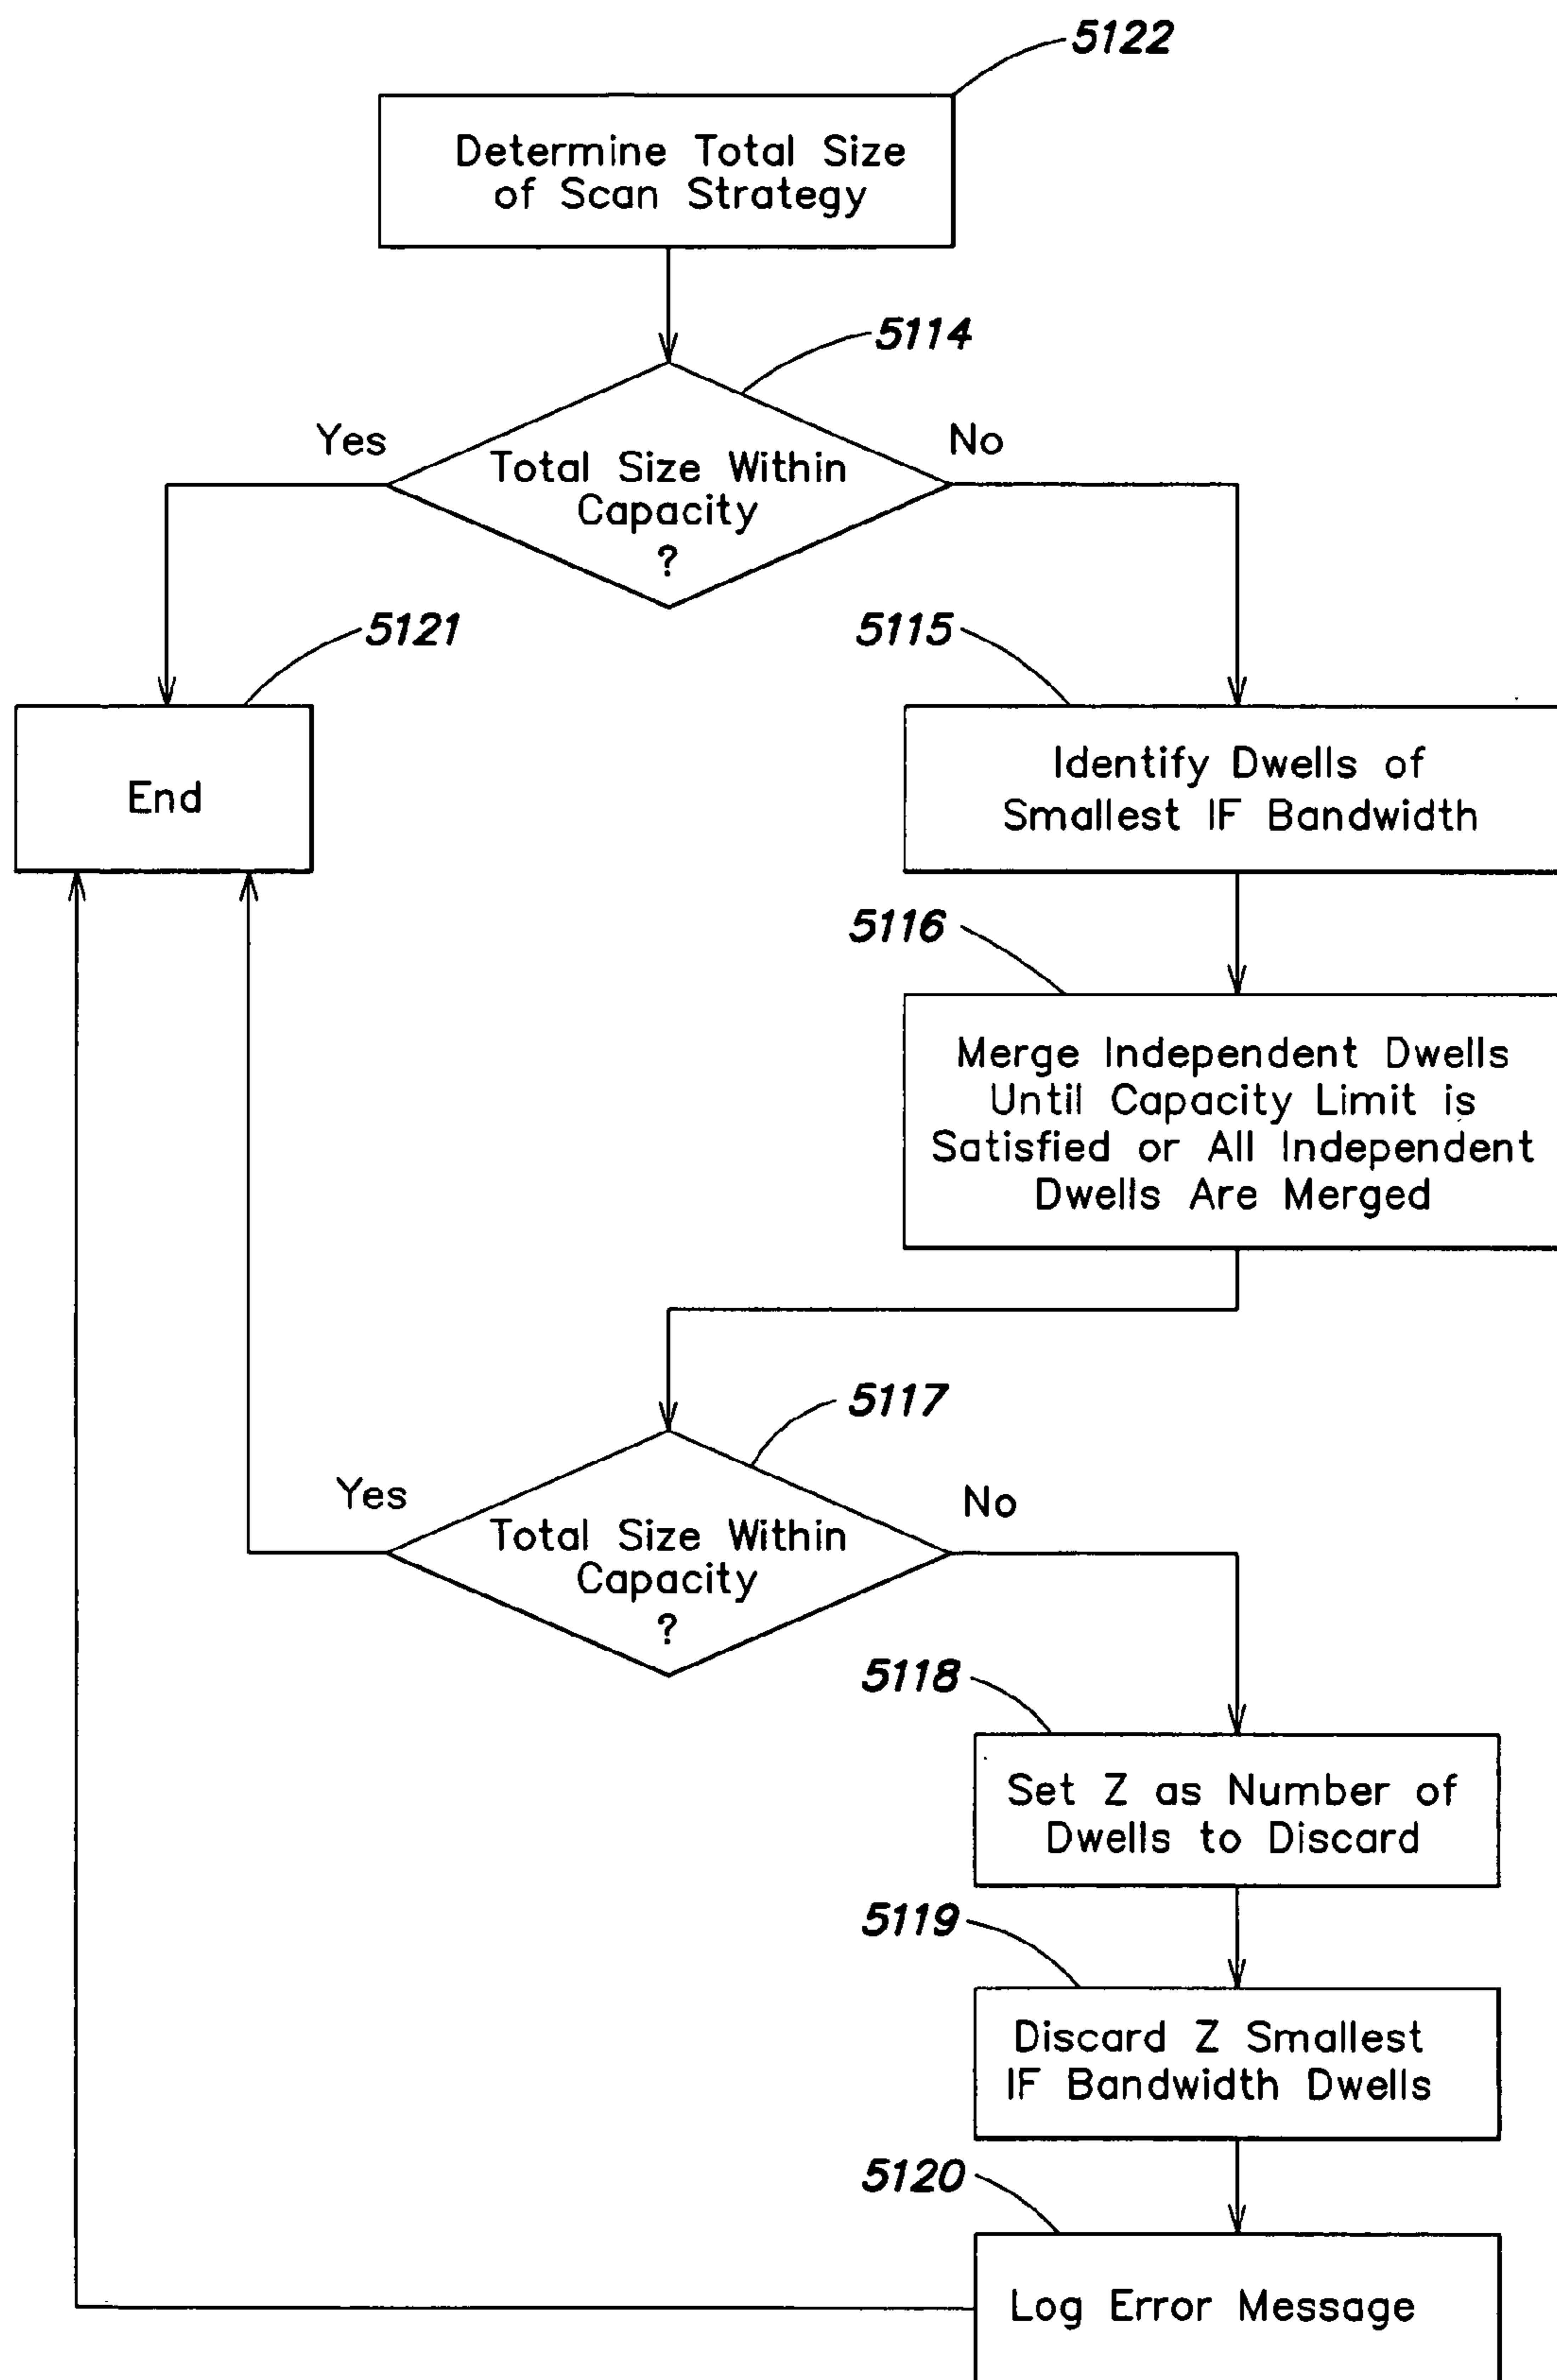 5122
Determine Total Size
of Scan Strategy
5114
Yes
No
Total Size Within
Capacity
?
5121
5115
End
Identify Dwells of
Smallest IF Bandwidth
5116
Merge Independent Dwells
Until Capacity Limit is
Satisfied or All Independent
Dwells Are Merged
5117
Yes
No
Total Size Within
Capacity
?
5118
Set Z as Number of
Dwells to Discard
5119
Discard Z Smallest
IF Bandwidth Dwells
5120
Log Error Message